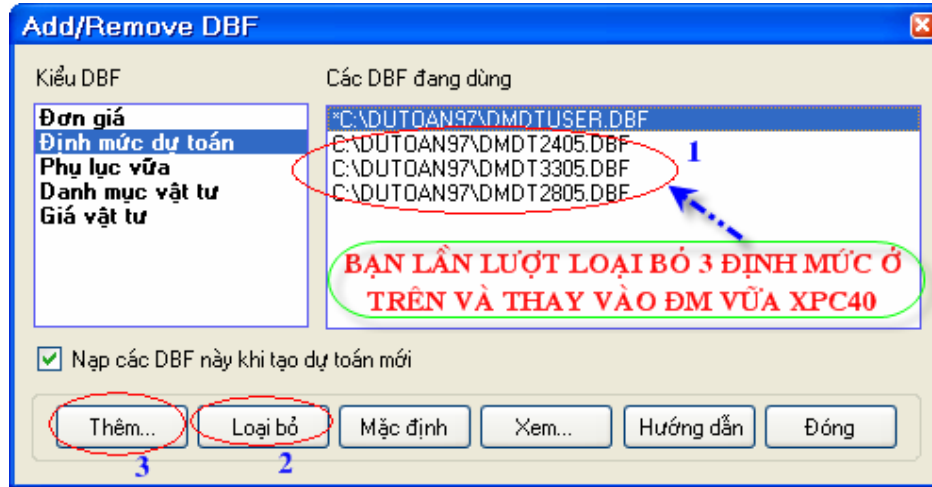 Add/Remove DBF
Kiểu DBF
Các DBF đang dùng
Đơn giá
Định mức dự toán
Phụ lục vữa
Danh mục vật tư
Giá vật tư
*C:\DUTOAN97\DMDTUSER.DBF
C:\DUTOAN97\DMDT2405.DBF
C:\DUTOAN97\DMDT3305.DBF
C:\DUTOAN97\DMDT2805.DBF
1
BẠN LẦN LƯỢT LOẠI BỎ 3 ĐỊNH MỨC Ở
TRÊN VÀ THAY VÀO ĐM VỮA XPC40
Nạp các DBF này khi tạo dự toán mới
Thêm... Loại bỏ Mặc định Xem... Hướng dẫn Đóng
3 2